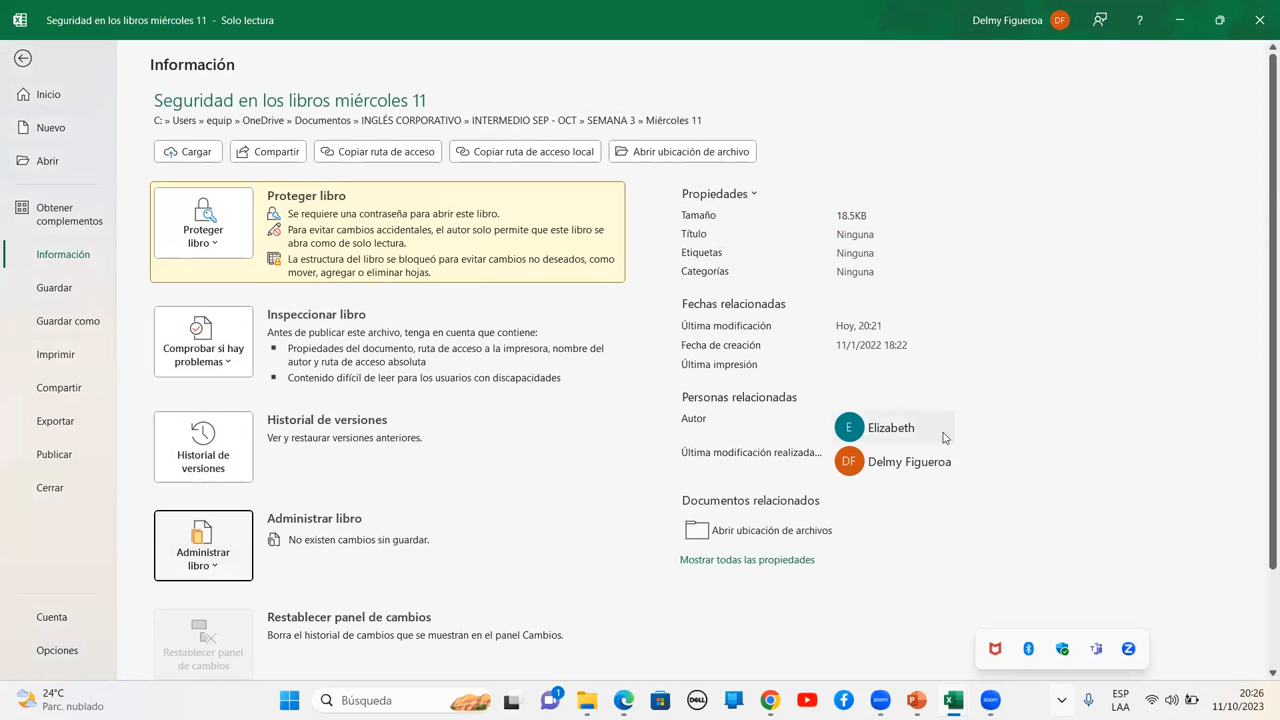 Seguridad en los libros miércoles 11 - Solo lectura
Delmy Figueroa DF ?
Información
Inicio
Nuevo
Abrir
Obtener
complementos
Información
Guardar
Guardar como
Imprimir
Compartir
Exportar
Publicar
Cerrar
Cuenta
Opciones
Seguridad en los libros miércoles 11
C: » Users » equip » OneDrive » Documentos » INGLÉS CORPORATIVO » INTERMEDIO SEP - OCT » SEMANA 3 » Miércoles 11
Cargar Compartir Copiar ruta de acceso Copiar ruta de acceso local Abrir ubicación de archivo
Proteger
libro
Proteger libro
Se requiere una contraseña para abrir este libro.
Para evitar cambios accidentales, el autor solo permite que este libro se
abra como de solo lectura.
La estructura del libro se bloqueó para evitar cambios no deseados, como
mover, agregar o eliminar hojas.
Comprobar si hay
problemas
Inspeccionar libro
Antes de publicar este archivo, tenga en cuenta que contiene:
Propiedades del documento, ruta de acceso a la impresora, nombre del
autor y ruta de acceso absoluta
Contenido difícil de leer para los usuarios con discapacidades
Historial de
versiones
Historial de versiones
Ver y restaurar versiones anteriores.
Administrar
libro
Administrar libro
No existen cambios sin guardar.
Restablecer panel
de cambios
Restablecer panel de cambios
Borra el historial de cambios que se muestran en el panel Cambios.
Propiedades
Tamaño 18.5KB
Título Ninguna
Etiquetas Ninguna
Categorías Ninguna
Fechas relacionadas
Última modificación Hoy, 20:21
Fecha de creación 11/1/2022 18:22
Última impresión
Personas relacionadas
Autor E Elizabeth
Última modificación realizada... DF Delmy Figueroa
Documentos relacionados
Abrir ubicación de archivos
Mostrar todas las propiedades
24°C
Parc. nublado
Búsqueda
1
DELL
zoom
zoom
ESP
LAA
20:26
11/10/2023